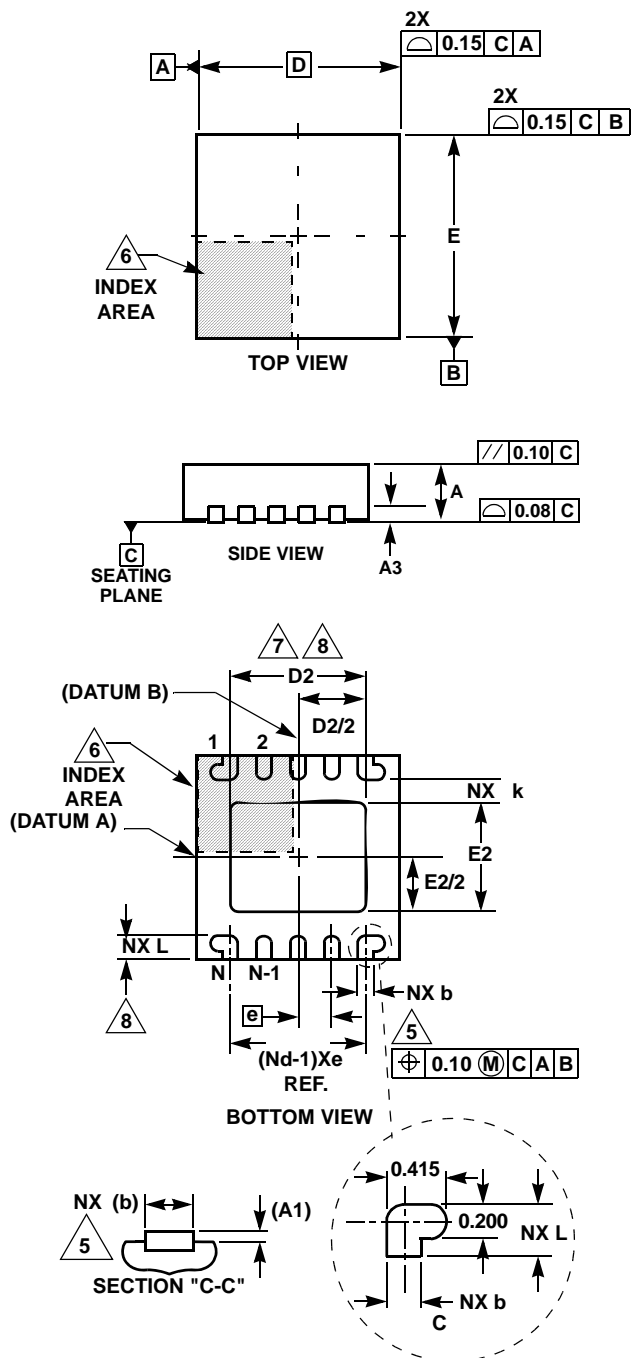 2X
⌓ 0.15 C A
A
D
2X
⌓ 0.15 C B
E
6
INDEX
AREA
TOP VIEW
B
// 0.10 C
A
⌓ 0.08 C
C
SEATING
PLANE
SIDE VIEW
A3
7 8
D2
(DATUM B)
D2/2
6
INDEX
AREA
1 2
(DATUM A)
NX k
E2
E2/2
NX L
8
N N-1
e
NX b
(Nd-1)Xe
REF.
5
⌖ 0.10 Ⓜ C A B
BOTTOM VIEW
NX (b)
(A1)
5
SECTION "C-C"
0.415
0.200
NX L
NX b
C